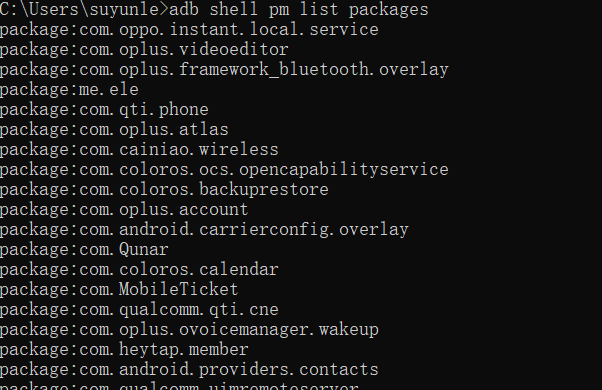 C:\Users\suyunle>adb shell pm list packages
package:com.oppo.instant.local.service
package:com.oplus.videoeditor
package:com.oplus.framework_bluetooth.overlay
package:me.ele
package:com.qti.phone
package:com.oplus.atlas
package:com.cainiao.wireless
package:com.coloros.ocs.opencapabilityservice
package:com.coloros.backuprestore
package:com.oplus.account
package:com.android.carrierconfig.overlay
package:com.Qunar
package:com.coloros.calendar
package:com.MobileTicket
package:com.qualcomm.qti.cne
package:com.oplus.ovoicemanager.wakeup
package:com.heytap.member
package:com.android.providers.contacts
package:com.qualcomm.uimremoteserver